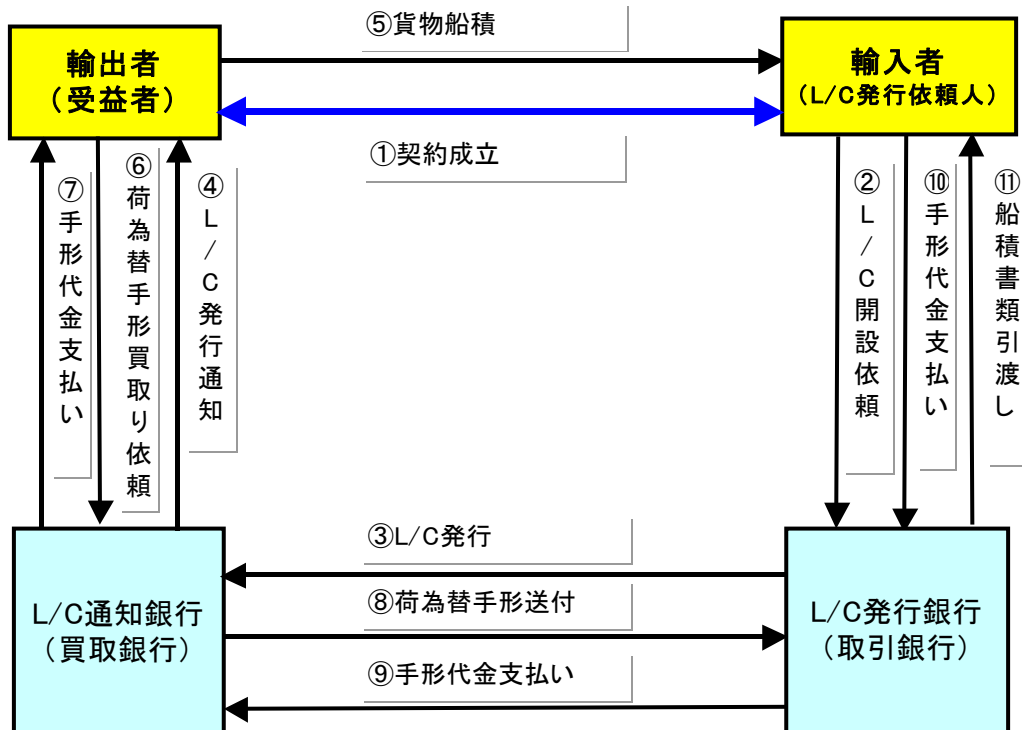 ⑤貨物船積
輸出者
（受益者）
輸入者
（L/C発行依頼人）
①契約成立
⑦手形代金支払い
⑥荷為替手形買取り依頼
④L/C発行通知
②L/C開設依頼
⑩手形代金支払い
⑪船積書類引渡し
③L/C発行
⑧荷為替手形送付
⑨手形代金支払い
L/C通知銀行
（買取銀行）
L/C発行銀行
（取引銀行）